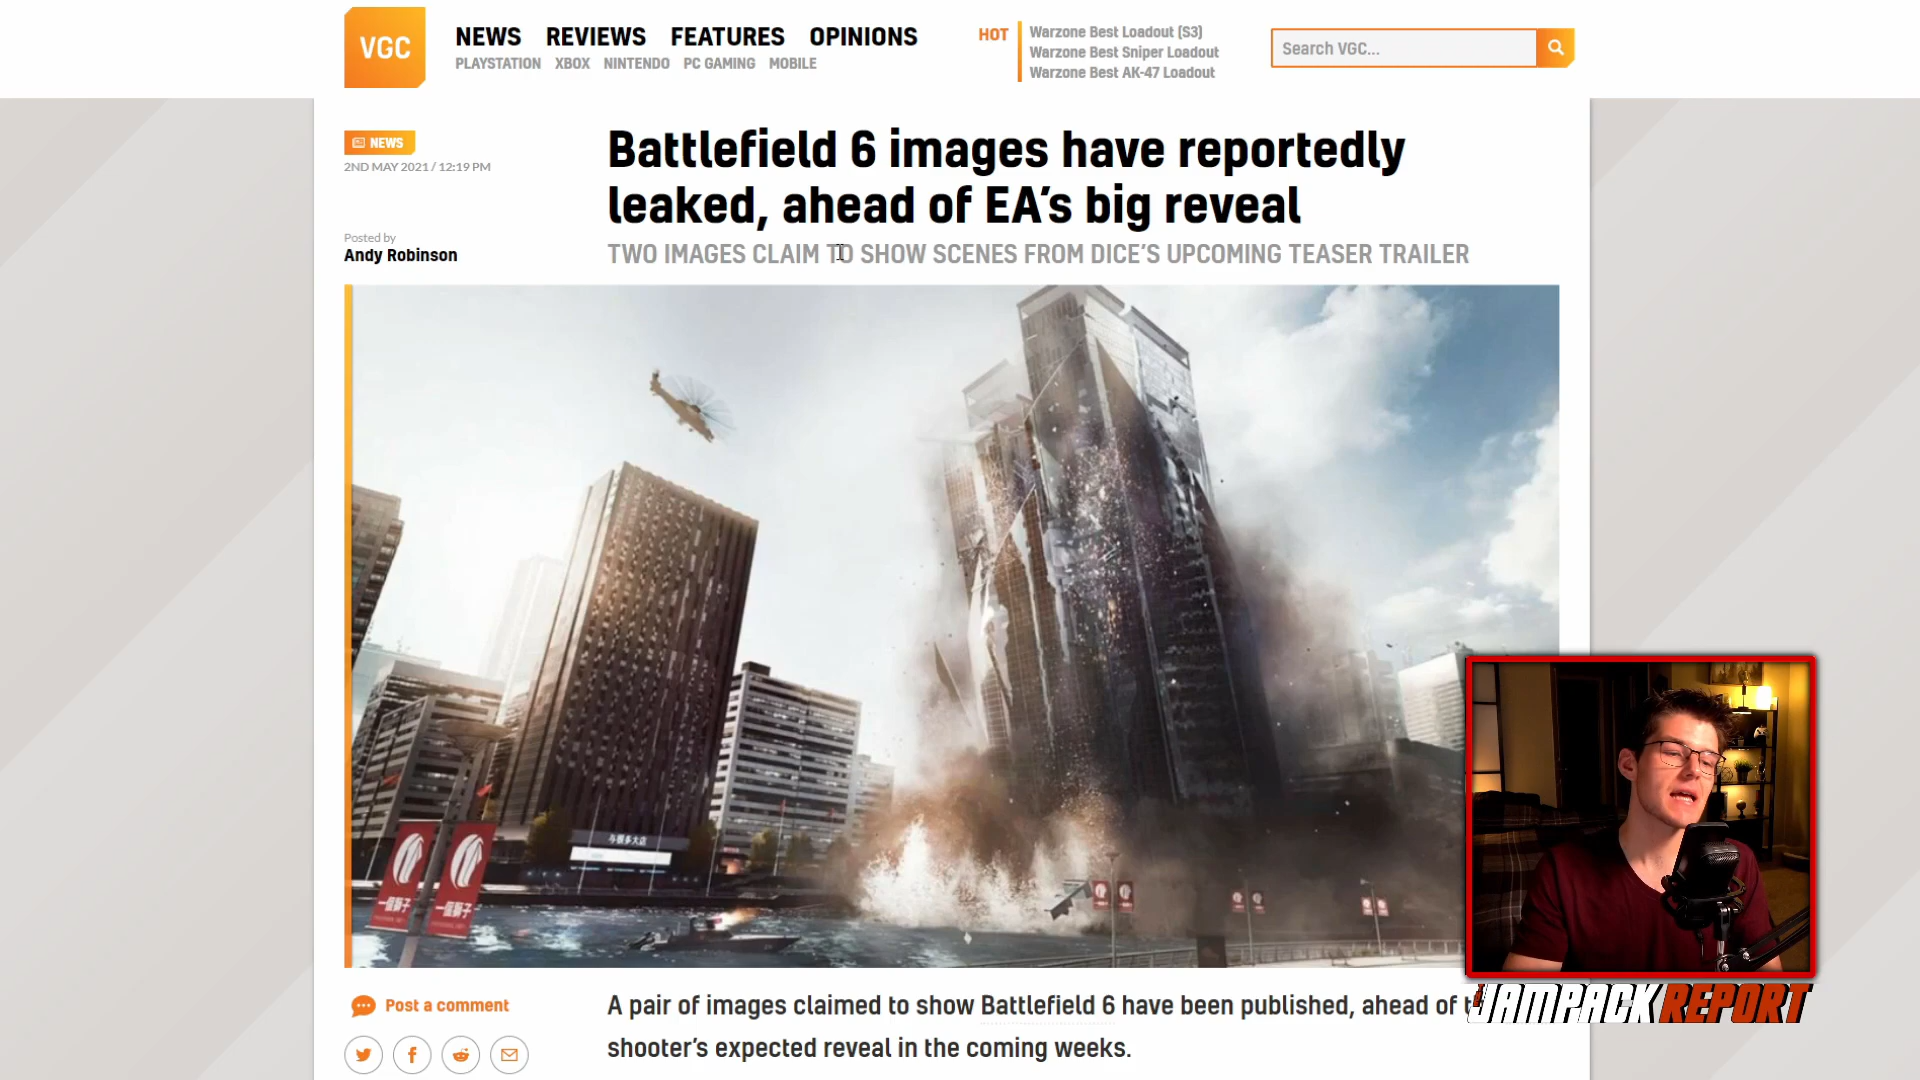 VGC
NEWS REVIEWS FEATURES OPINIONS
PLAYSTATION XBOX NINTENDO PC GAMING MOBILE
HOT
Warzone Best Loadout (S3)
Warzone Best Sniper Loadout
Warzone Best AK-47 Loadout
Search VGC...
NEWS
2ND MAY 2021 / 12:19 PM
Posted by
Andy Robinson
Battlefield 6 images have reportedly
leaked, ahead of EA's big reveal
TWO IMAGES CLAIM TO SHOW SCENES FROM DICE'S UPCOMING TEASER TRAILER
Post a comment
A pair of images claimed to show Battlefield 6 have been published, ahead of
shooter's expected reveal in the coming weeks.
JAMPACK REPORT